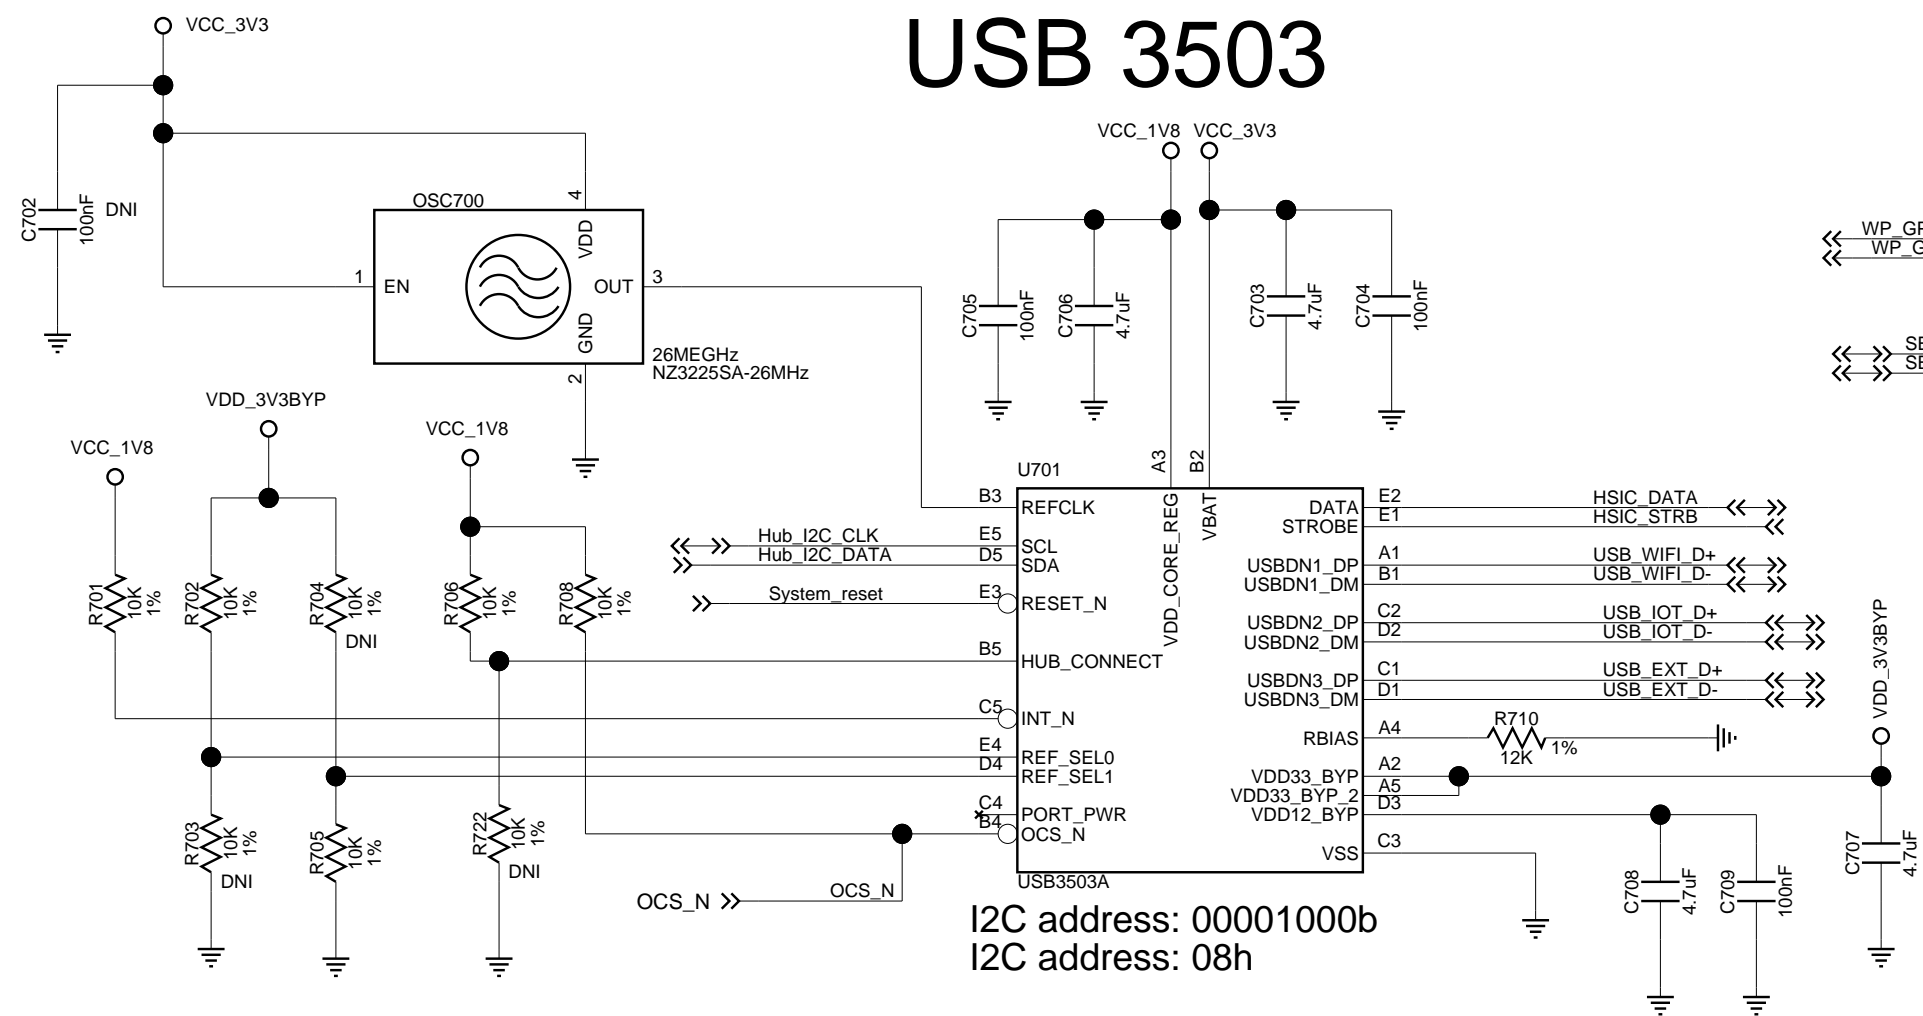 USB 3503
VCC_3V3
C702
100nF
DNI
OSC700
4
VDD
1
EN
OUT
3
GND
2
26MEGHz
NZ3225SA-26MHz
VCC_1V8
VCC_3V3
C705
100nF
C706
4.7uF
C703
4.7uF
C704
100nF
VDD_3V3BYP
VCC_1V8
VCC_1V8
R701
10K
1%
R702
10K
1%
R704
10K
1%
DNI
R706
10K
1%
R708
10K
1%
R703
10K
1%
DNI
R705
10K
1%
R722
10K
1%
DNI
Hub_I2C_CLK
Hub_I2C_DATA
System_reset
OCS_N
OCS_N
U701
A3
B2
VDD_CORE_REG
VBAT
B3
REFCLK
E5
SCL
D5
SDA
E3
RESET_N
B5
HUB_CONNECT
C5
INT_N
E4
REF_SEL0
D4
REF_SEL1
C4
PORT_PWR
B4
OCS_N
DATA
E2
HSIC_DATA
STROBE
E1
HSIC_STRB
USBDN1_DP
A1
USB_WIFI_D+
USBDN1_DM
B1
USB_WIFI_D-
USBDN2_DP
C2
USB_IOT_D+
USBDN2_DM
D2
USB_IOT_D-
USBDN3_DP
C1
USB_EXT_D+
USBDN3_DM
D1
USB_EXT_D-
RBIAS
A4
R710
12K
1%
VDD33_BYP
A2
VDD33_BYP_2
A5
VDD12_BYP
D3
VSS
C3
USB3503A
VDD_3V3BYP
C707
4.7uF
C708
4.7uF
C709
100nF
I2C address: 00001000b
I2C address: 08h